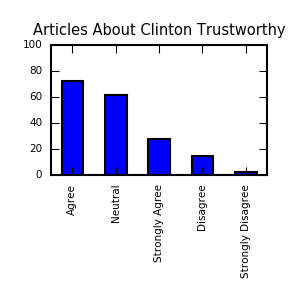 Articles About Clinton Trustworthy
100
80
60
40
20
0
Agree
Neutral
Strongly Agree
Disagree
Strongly Disagree